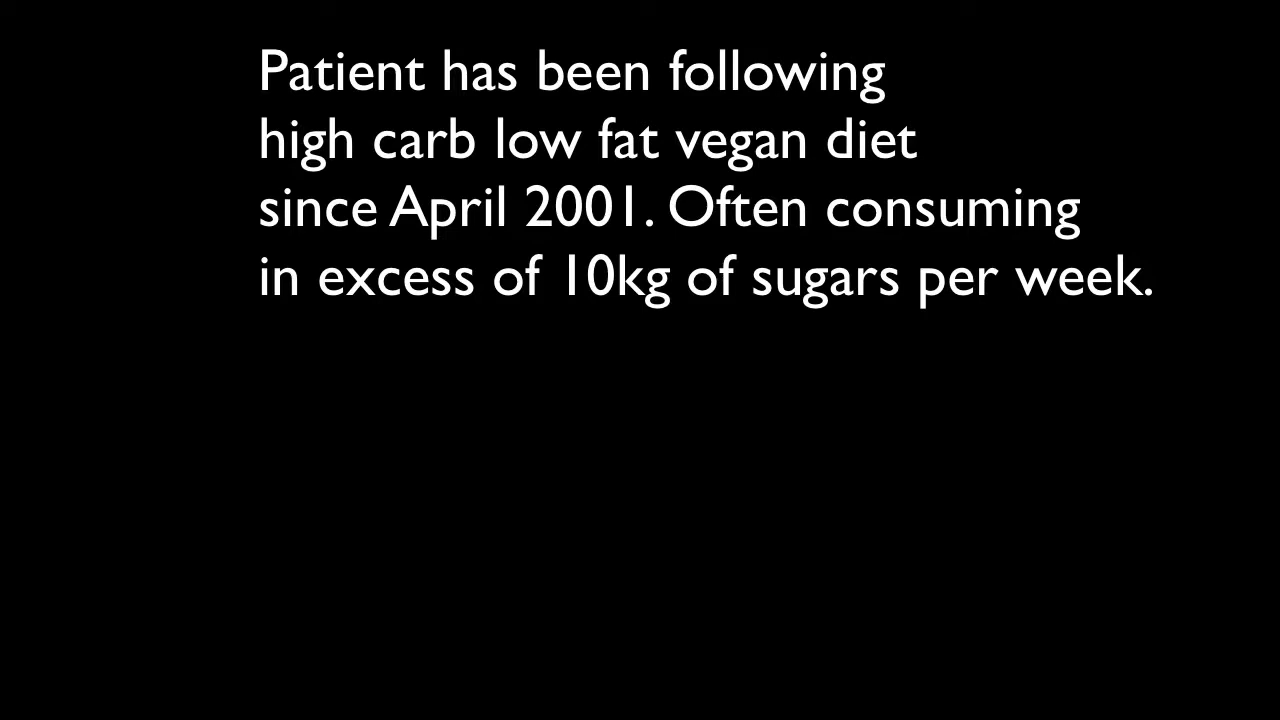 Patient has been following
high carb low fat vegan diet
since April 2001. Often consuming
in excess of 10kg of sugars per week.